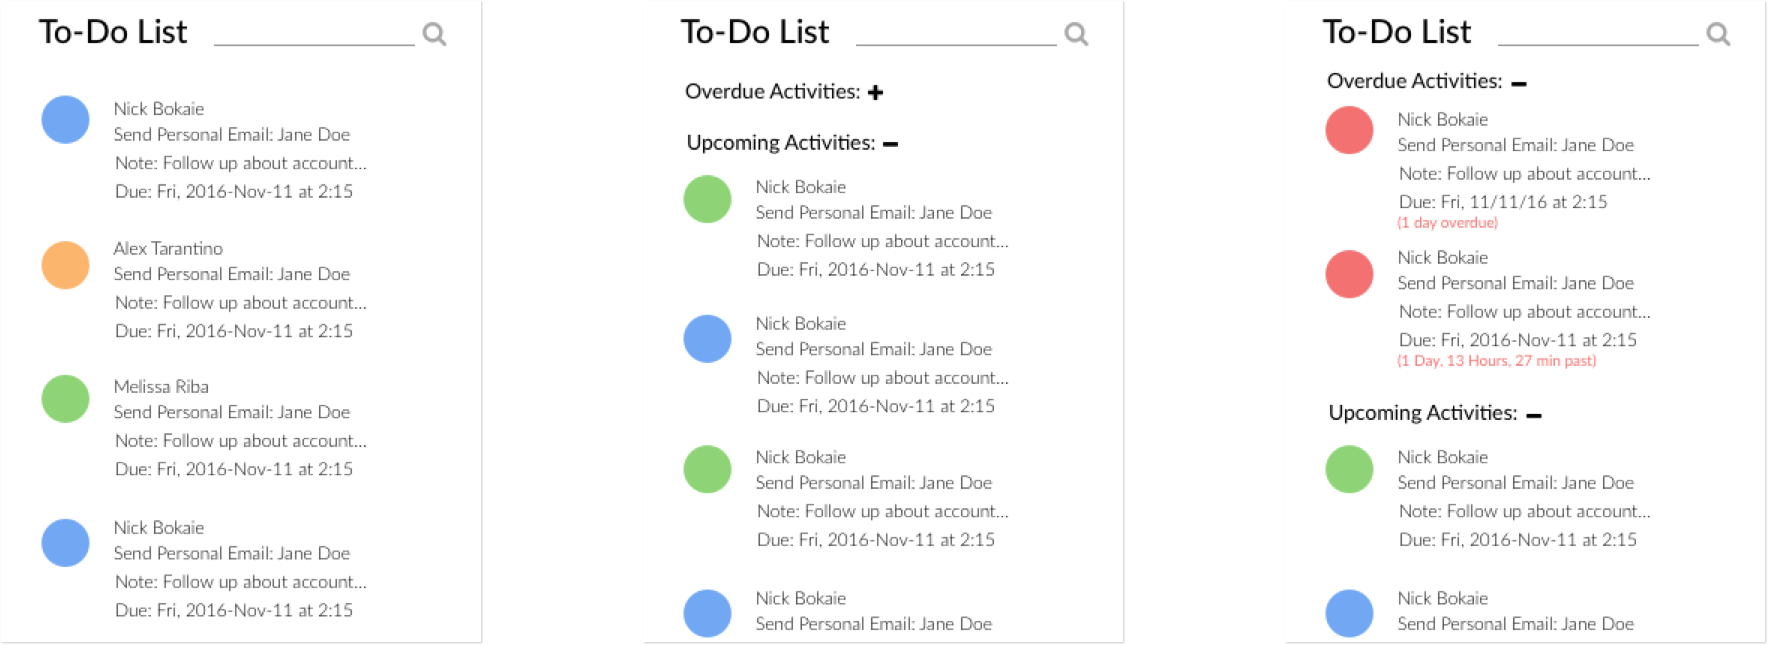 To-Do List
Nick Bokaie
Send Personal Email: Jane Doe
Note: Follow up about account...
Due: Fri, 2016-Nov-11 at 2:15
Alex Tarantino
Send Personal Email: Jane Doe
Note: Follow up about account...
Due: Fri, 2016-Nov-11 at 2:15
Melissa Riba
Send Personal Email: Jane Doe
Note: Follow up about account...
Due: Fri, 2016-Nov-11 at 2:15
Nick Bokaie
Send Personal Email: Jane Doe
Note: Follow up about account...
Due: Fri, 2016-Nov-11 at 2:15
To-Do List
Overdue Activities:
Upcoming Activities:
Nick Bokaie
Send Personal Email: Jane Doe
Note: Follow up about account...
Due: Fri, 2016-Nov-11 at 2:15
Nick Bokaie
Send Personal Email: Jane Doe
Note: Follow up about account...
Due: Fri, 2016-Nov-11 at 2:15
Nick Bokaie
Send Personal Email: Jane Doe
Note: Follow up about account...
Due: Fri, 2016-Nov-11 at 2:15
Nick Bokaie
Send Personal Email: Jane Doe
To-Do List
Overdue Activities:
Nick Bokaie
Send Personal Email: Jane Doe
Note: Follow up about account...
Due: Fri, 11/11/16 at 2:15
(1 day overdue)
Nick Bokaie
Send Personal Email: Jane Doe
Note: Follow up about account...
Due: Fri, 2016-Nov-11 at 2:15
(1 Day, 13 Hours, 27 min past)
Upcoming Activities:
Nick Bokaie
Send Personal Email: Jane Doe
Note: Follow up about account...
Due: Fri, 2016-Nov-11 at 2:15
Nick Bokaie
Send Personal Email: Jane Doe